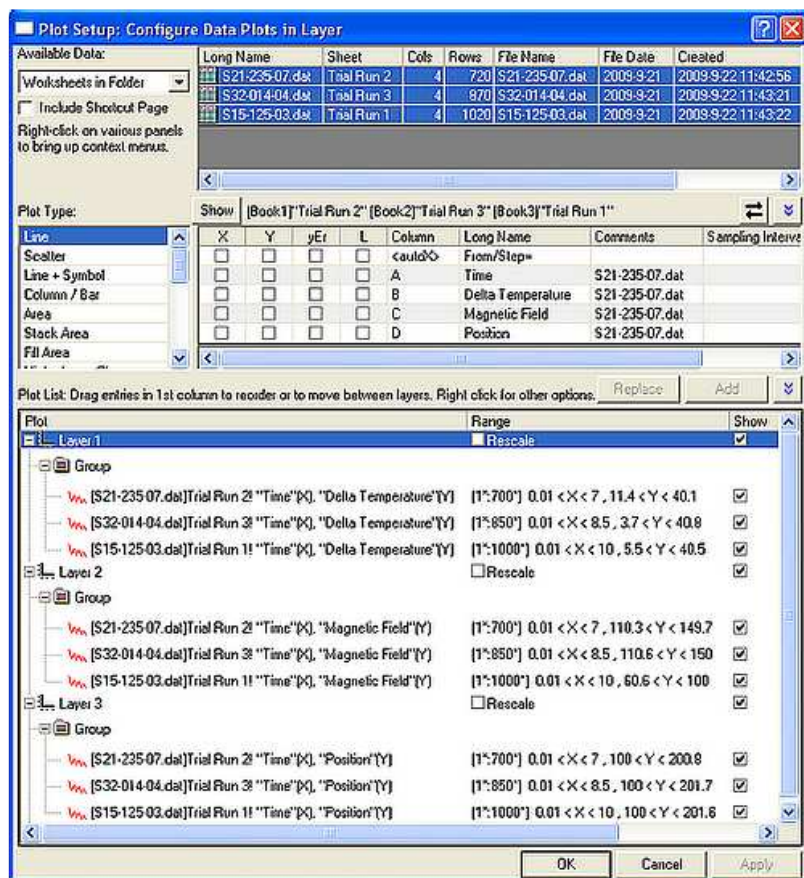 Plot Setup: Configure Data Plots in Layer
Available Data:
Worksheets in Folder
Include Shortcut Page
Right-click on various panels
to bring up context menus.
Long Name Sheet Cols Rows File Name File Date Created
S21-235-07.dat Trial Run 2 4 720 S21-235-07.dat 2009-9-21 2009-9-22 11:42:56
S32-014-04.dat Trial Run 3 4 870 S32-014-04.dat 2009-9-21 2009-9-22 11:43:21
S15-125-03.dat Trial Run 1 4 1020 S15-125-03.dat 2009-9-21 2009-9-22 11:43:22
Plot Type:
Show [Book1]"Trial Run 2" [Book2]"Trial Run 3" [Book3]"Trial Run 1"
Line
Scatter
Line + Symbol
Column / Bar
Area
Stack Area
Fill Area
X Y yEr L Column Long Name Comments Sampling Interva
<autoX> From/Step=
A Time S21-235-07.dat
B Delta Temperature S21-235-07.dat
C Magnetic Field S21-235-07.dat
D Position S21-235-07.dat
Plot List: Drag entries in 1st column to reorder or to move between layers. Right click for other options.
Replace Add
Plot Range Show
Layer 1 Rescale
Group
[S21-235-07.dat]Trial Run 2! "Time"(X), "Delta Temperature"(Y) [1*:700*] 0.01 < X < 7 , 11.4 < Y < 40.1
[S32-014-04.dat]Trial Run 3! "Time"(X), "Delta Temperature"(Y) [1*:850*] 0.01 < X < 8.5 , 3.7 < Y < 40.8
[S15-125-03.dat]Trial Run 1! "Time"(X), "Delta Temperature"(Y) [1*:1000*] 0.01 < X < 10 , 5.5 < Y < 40.5
Layer 2 Rescale
Group
[S21-235-07.dat]Trial Run 2! "Time"(X), "Magnetic Field"(Y) [1*:700*] 0.01 < X < 7 , 110.3 < Y < 149.7
[S32-014-04.dat]Trial Run 3! "Time"(X), "Magnetic Field"(Y) [1*:850*] 0.01 < X < 8.5 , 110.6 < Y < 150
[S15-125-03.dat]Trial Run 1! "Time"(X), "Magnetic Field"(Y) [1*:1000*] 0.01 < X < 10 , 60.6 < Y < 100
Layer 3 Rescale
Group
[S21-235-07.dat]Trial Run 2! "Time"(X), "Position"(Y) [1*:700*] 0.01 < X < 7 , 100 < Y < 200.8
[S32-014-04.dat]Trial Run 3! "Time"(X), "Position"(Y) [1*:850*] 0.01 < X < 8.5 , 100 < Y < 201.7
[S15-125-03.dat]Trial Run 1! "Time"(X), "Position"(Y) [1*:1000*] 0.01 < X < 10 , 100 < Y < 201.6
OK Cancel Apply